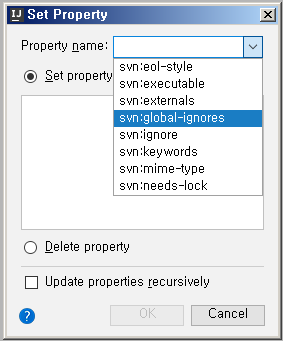 IJ Set Property
Property name:
svn:eol-style
svn:executable
svn:externals
svn:global-ignores
svn:ignore
svn:keywords
svn:mime-type
svn:needs-lock
Set property
Delete property
Update properties recursively
? OK Cancel